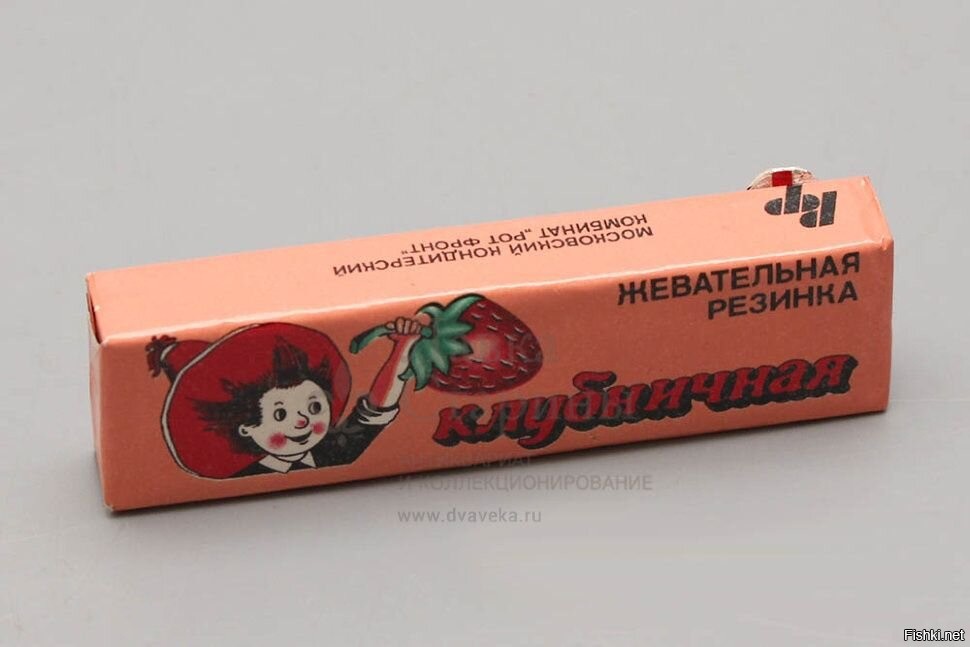 РФ
МОСКОВСКИЙ КОНДИТЕРСКИЙ
КОМБИНАТ „РОТ ФРОНТ"
ЖЕВАТЕЛЬНАЯ
РЕЗИНКА
клубничная
И КОЛЛЕКЦИОНИРОВАНИЕ
www.dvaveka.ru
Fishki.net